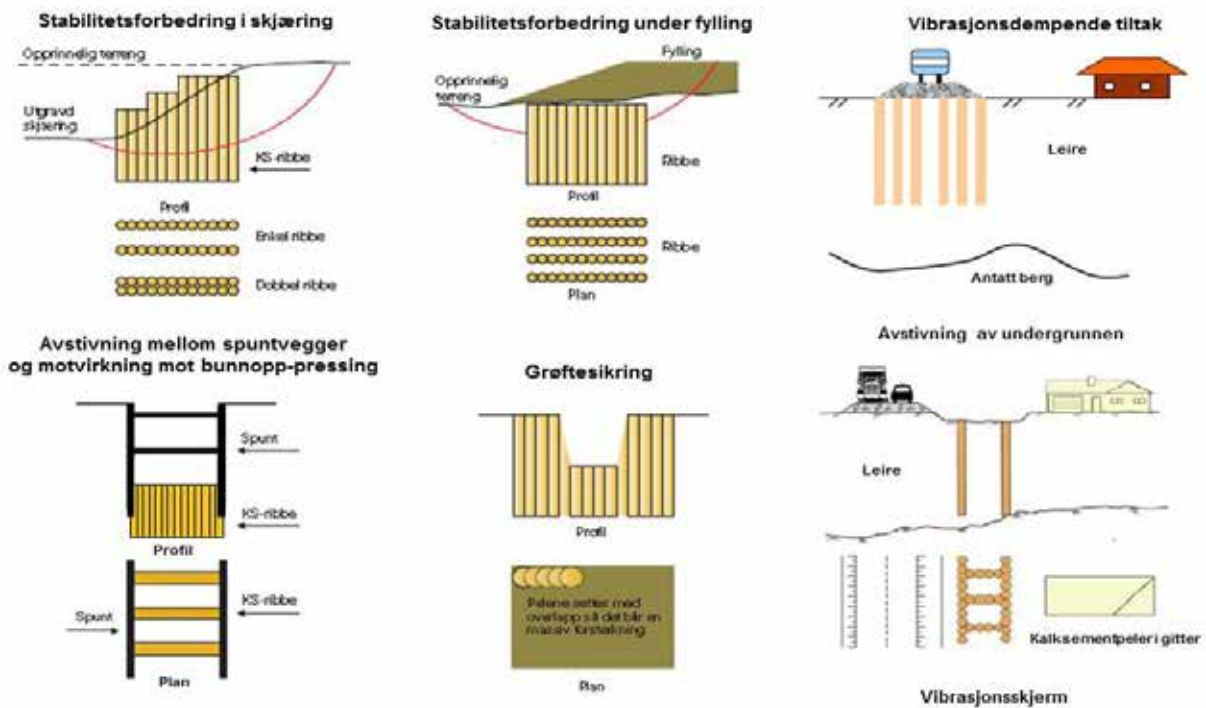 Stabilitetsforbedring i skjæring
Opprinnelig terreng
Utgravd
skjæring
KS-ribbe
Profil
Enkel ribbe
Dobbel ribbe
Stabilitetsforbedring under fylling
Fylling
Opprinnelig
terreng
Ribbe
Profil
Ribbe
Plan
Vibrasjonsdempende tiltak
Leire
Antatt berg
Avstivning mellom spuntvegger
og motvirkning mot bunnopp-pressing
Spunt
KS-ribbe
Profil
KS-ribbe
Spunt
Plan
Grøftesikring
Profil
Pelene settes med
overlapp så det blir en
massiv forsterkning
Plan
Avstivning av undergrunnen
Leire
Kalksementpeler i gitter
Vibrasjonsskjerm